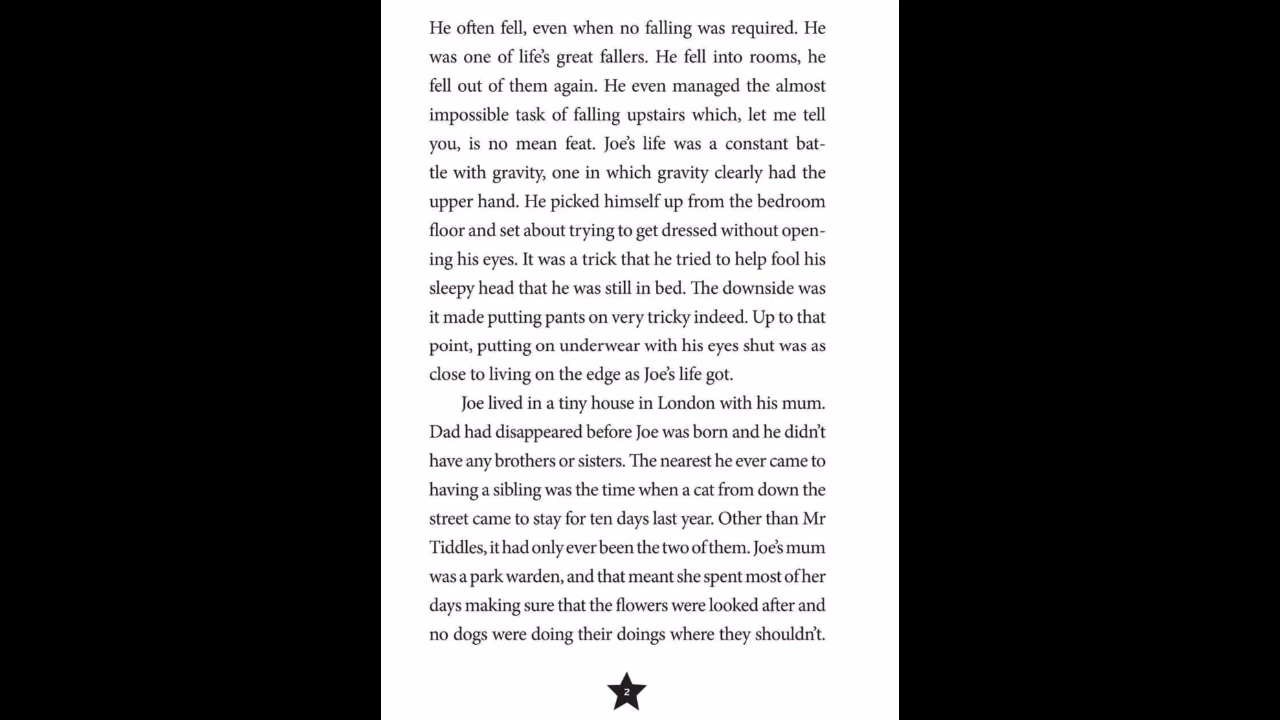 He often fell, even when no falling was required. He
was one of life’s great fallers. He fell into rooms, he
fell out of them again. He even managed the almost
impossible task of falling upstairs which, let me tell
you, is no mean feat. Joe’s life was a constant bat-
tle with gravity, one in which gravity clearly had the
upper hand. He picked himself up from the bedroom
floor and set about trying to get dressed without open-
ing his eyes. It was a trick that he tried to help fool his
sleepy head that he was still in bed. The downside was
it made putting pants on very tricky indeed. Up to that
point, putting on underwear with his eyes shut was as
close to living on the edge as Joe’s life got.
Joe lived in a tiny house in London with his mum.
Dad had disappeared before Joe was born and he didn’t
have any brothers or sisters. The nearest he ever came to
having a sibling was the time when a cat from down the
street came to stay for ten days last year. Other than Mr
Tiddles, it had only ever been the two of them. Joe’s mum
was a park warden, and that meant she spent most of her
days making sure that the flowers were looked after and
no dogs were doing their doings where they shouldn’t.
2